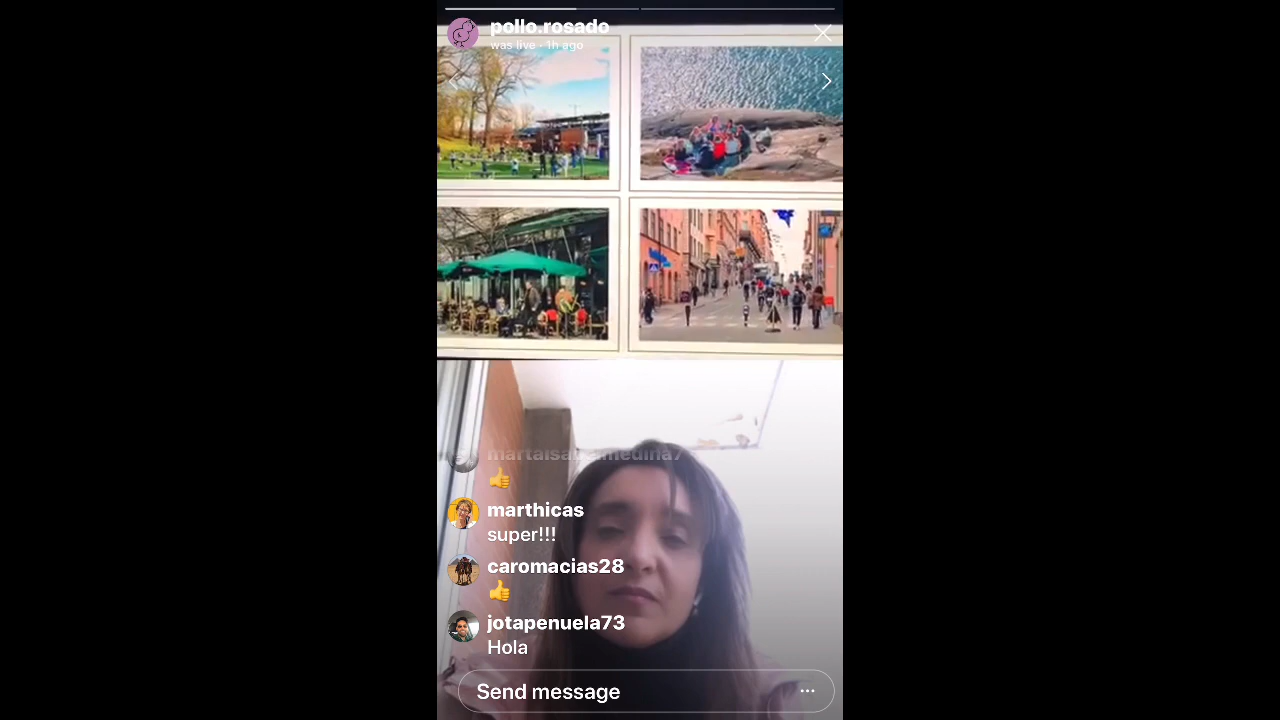 pollo.rosado
was live · 1h ago
👍
marthicas
super!!!
caromacias28
👍
jotapenuela73
Hola
Send message